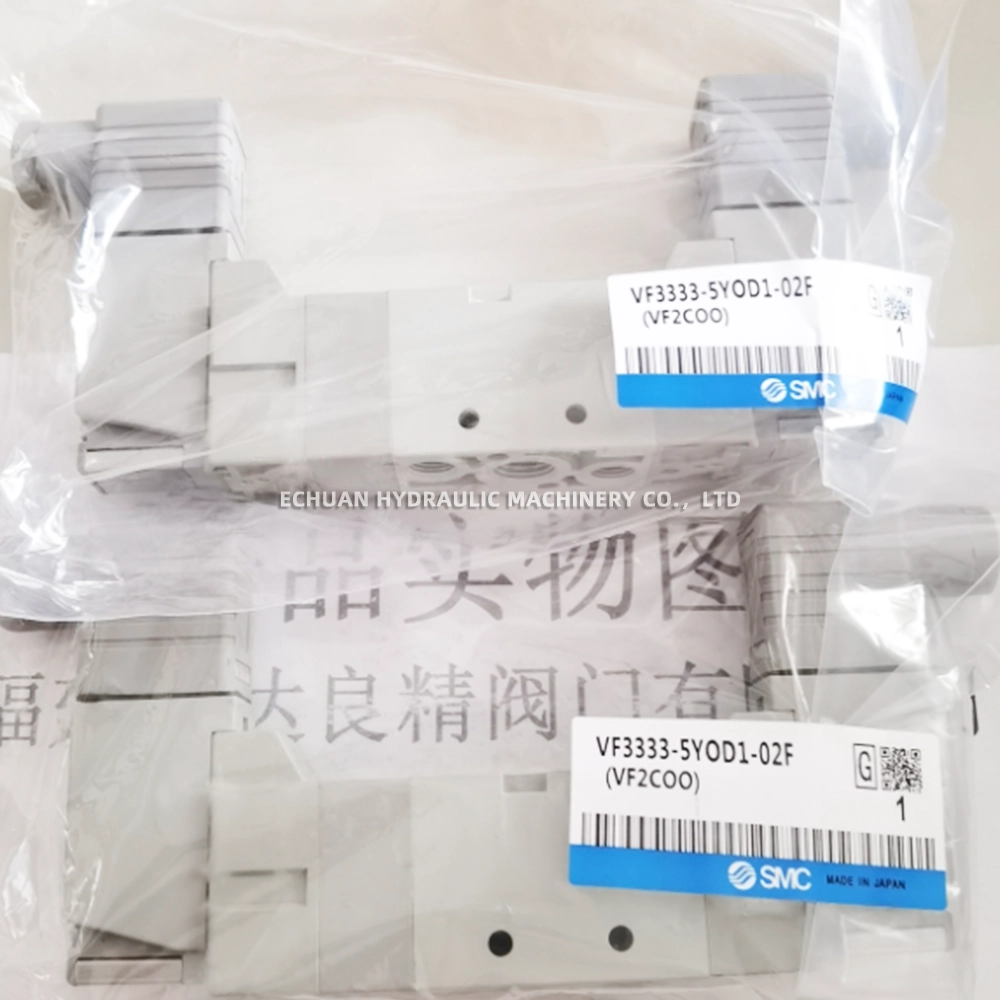 VF3333-5YOD1-02F
(VF2COO)
G
1
SMC
ECHUAN HYDRAULIC MACHINERY CO., LTD
品实物图
达良精阀门有
VF3333-5YOD1-02F
(VF2COO)
G
1
SMC MADE IN JAPAN